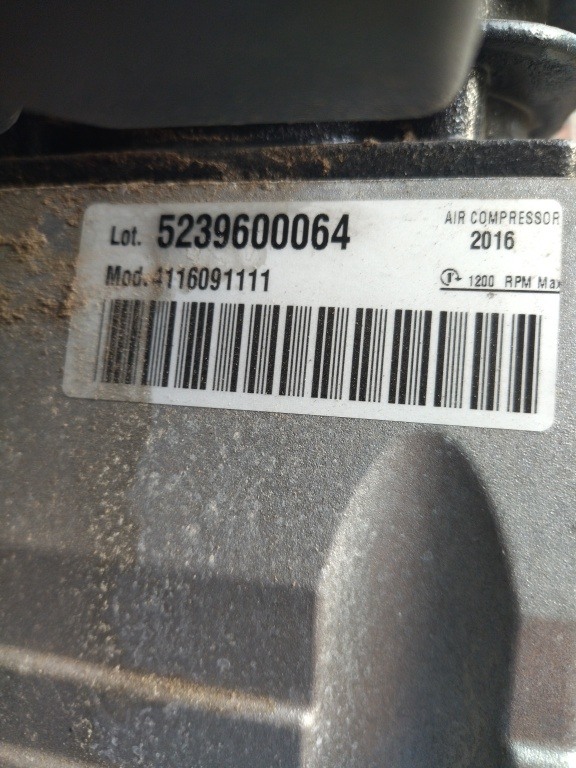 Lot. 5239600064
AIR COMPRESSOR
2016
Mod. 4116091111
1200 RPM Max